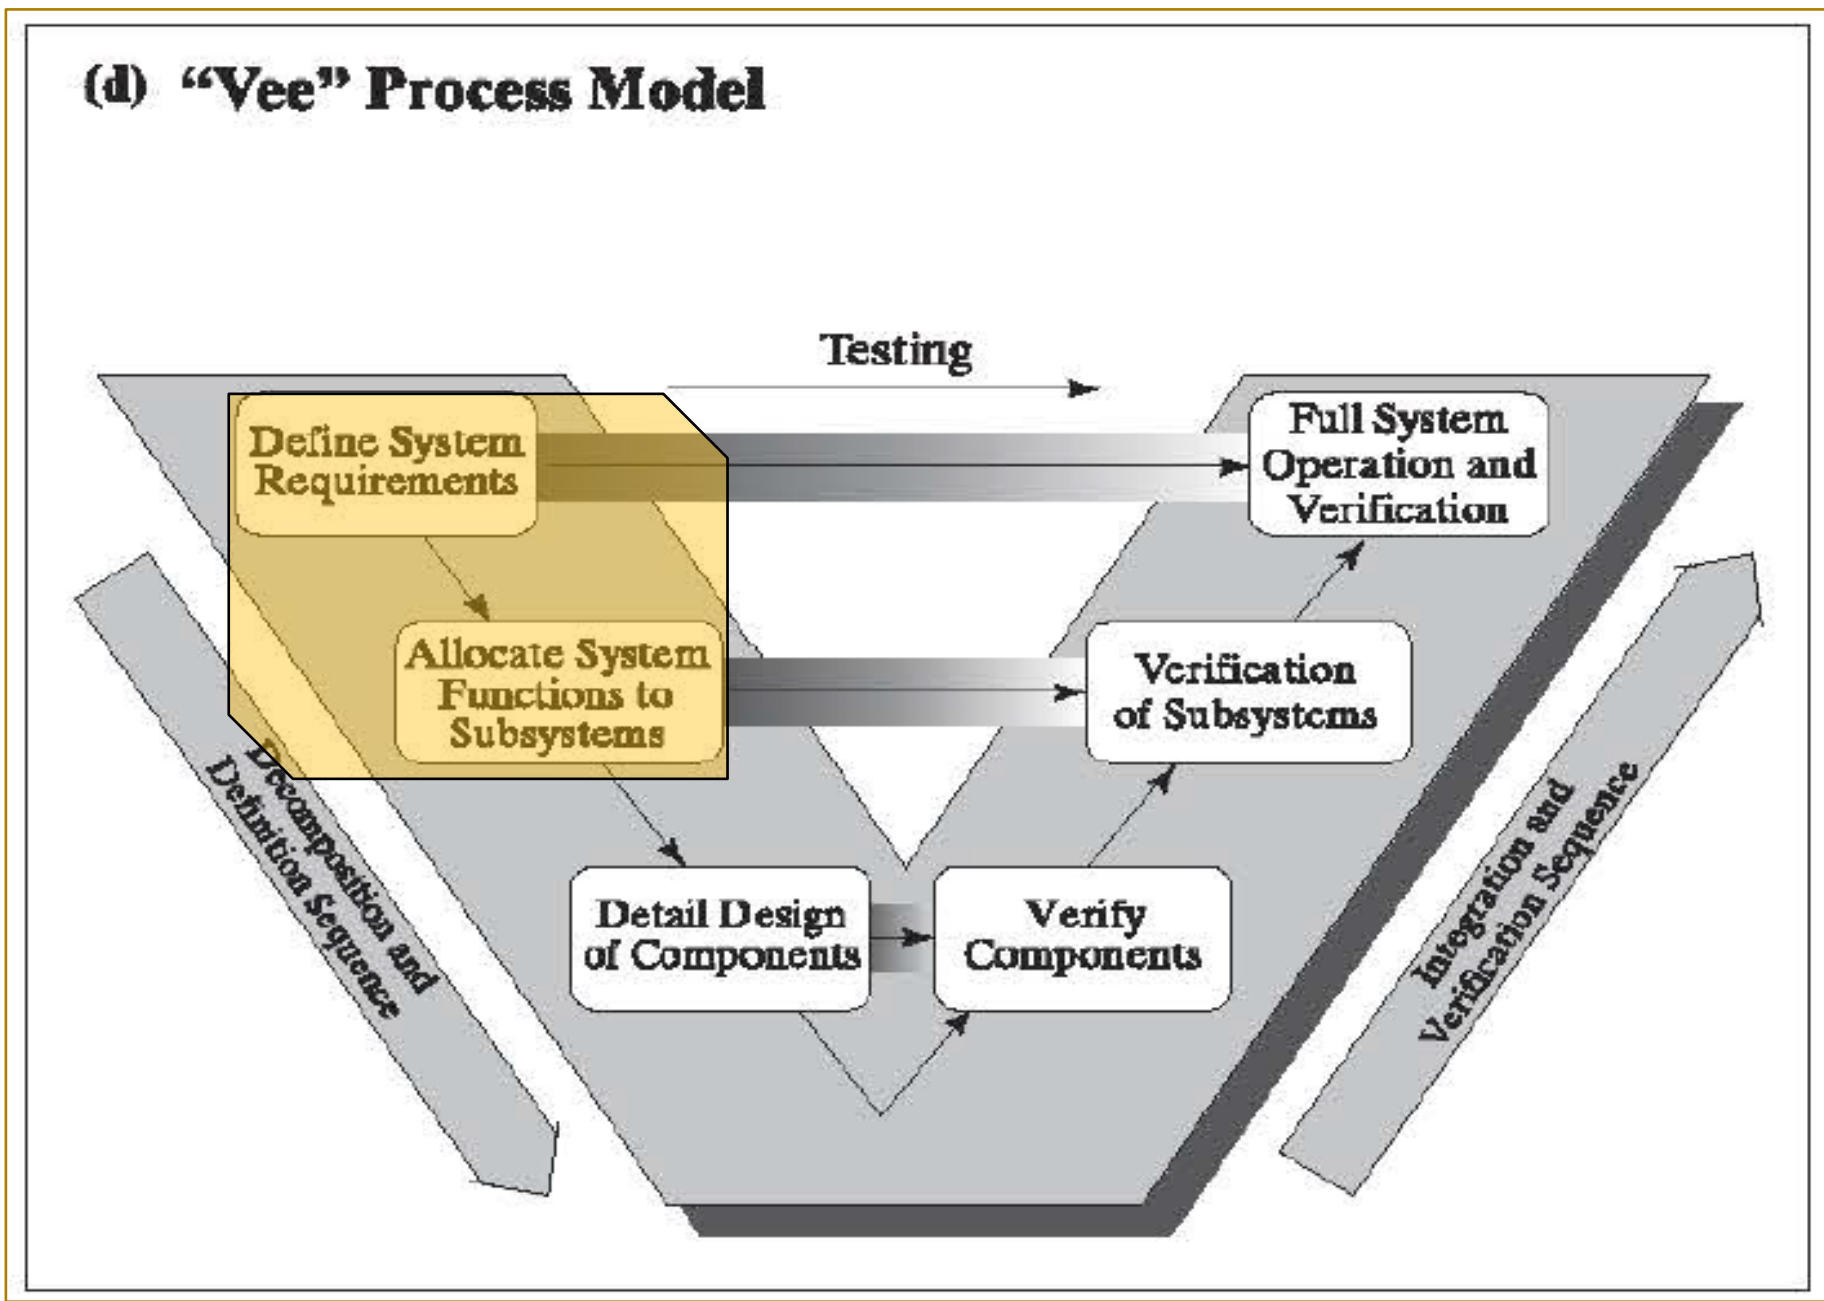 (d) “Vee” Process Model
Testing
Define System
Requirements
Full System
Operation and
Verification
Allocate System
Functions to
Subsystems
Verification
of Subsystems
Detail Design
of Components
Verify
Components
Decomposition and
Definition Sequence
Integration and
Verification Sequence